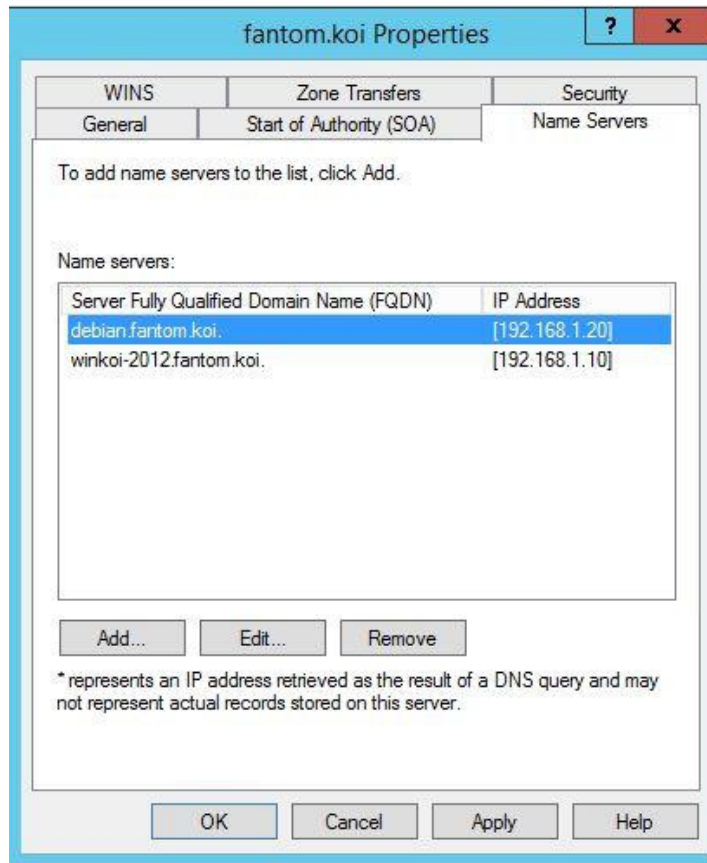 fantom.koi Properties
? x
WINS Zone Transfers Security
General Start of Authority (SOA) Name Servers
To add name servers to the list, click Add.
Name servers:
Server Fully Qualified Domain Name (FQDN) IP Address
debian.fantom.koi. [192.168.1.20]
winkoi-2012.fantom.koi. [192.168.1.10]
Add... Edit... Remove
* represents an IP address retrieved as the result of a DNS query and may
not represent actual records stored on this server.
OK Cancel Apply Help